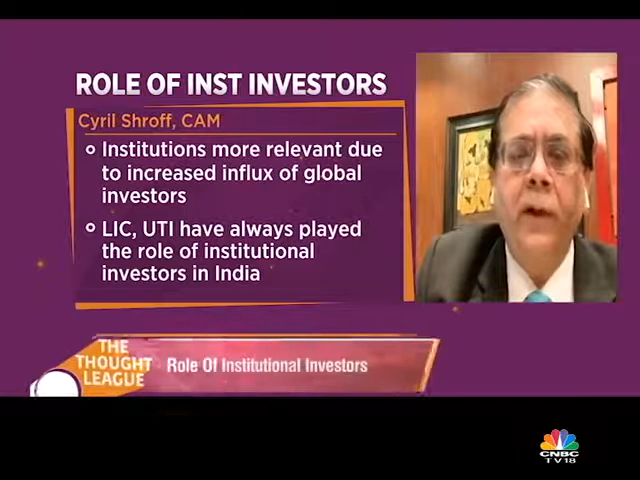 ROLE OF INST INVESTORS
Cyril Shroff, CAM
Institutions more relevant due
to increased influx of global
investors
LIC, UTI have always played
the role of institutional
investors in India
THE
THOUGHT
LEAGUE
Role Of Institutional Investors
CNBC
TV18